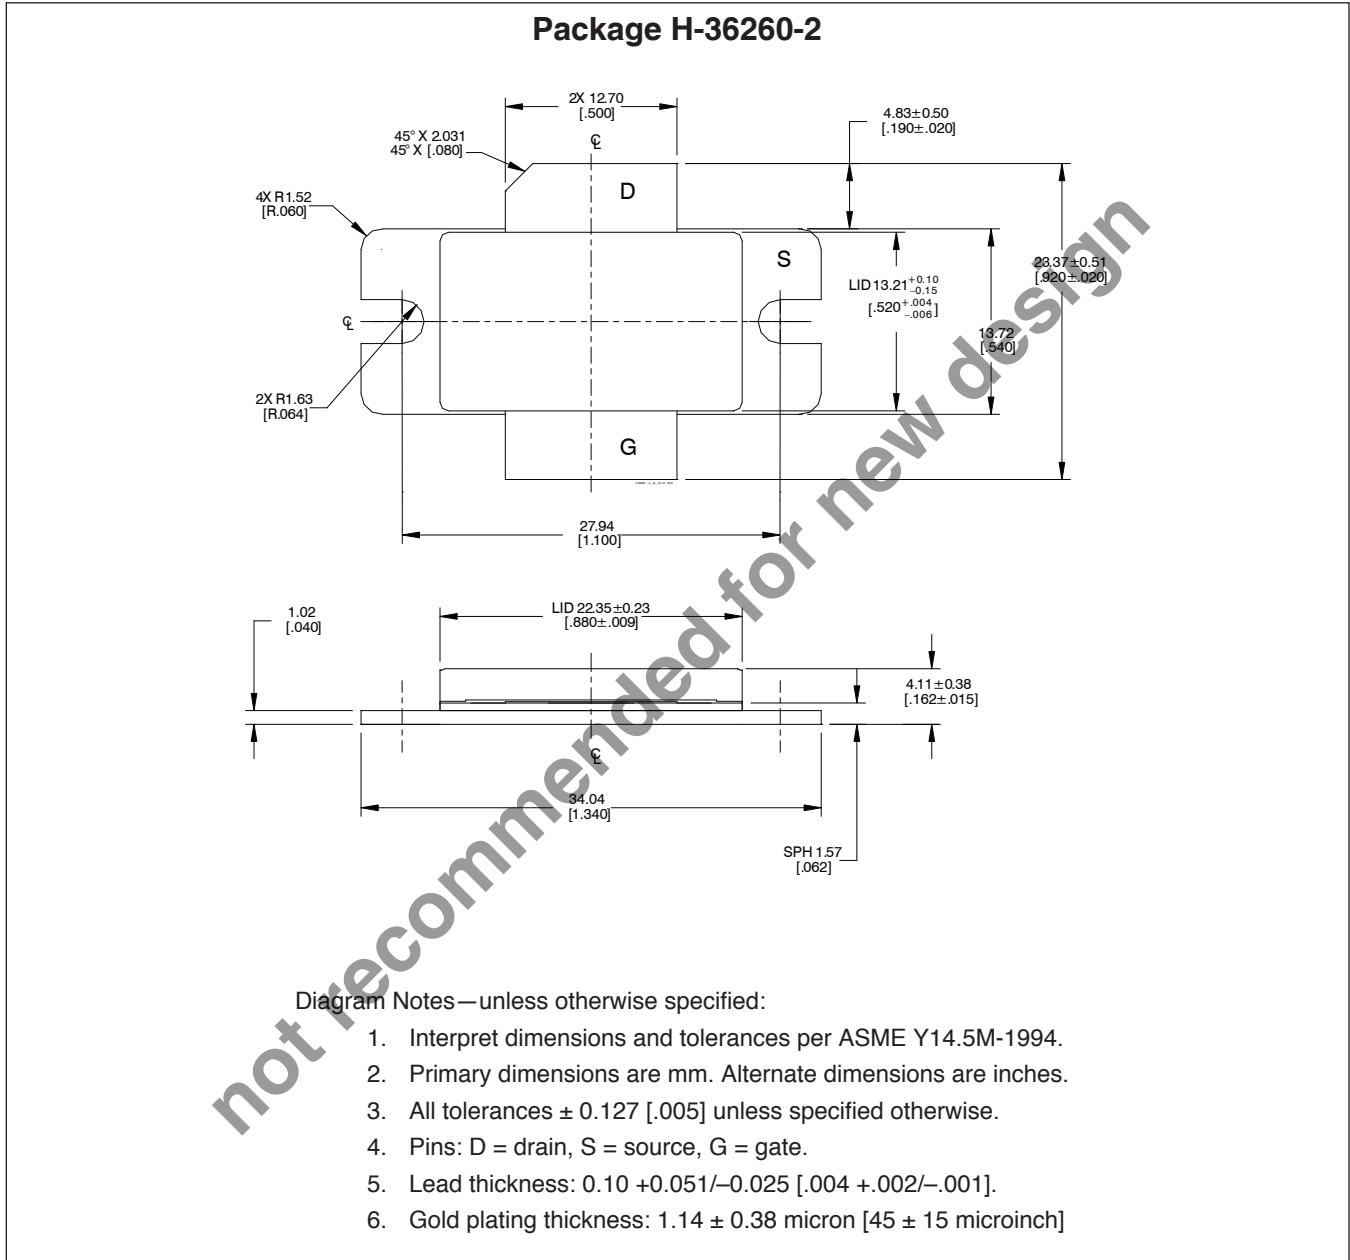 Package H-36260-2
2X 12.70
[.500]
4.83±0.50
[.190±.020]
45° X 2.031
45° X [.080]
℄
D
4X R1.52
[R.060]
S
23.37±0.51
[.920±.020]
LID 13.21 +0.10 –0.15
[.520 +.004 –.006]
℄
13.72
[.540]
2X R1.63
[R.064]
G
27.94
[1.100]
LID 22.35±0.23
[.880±.009]
1.02
[.040]
4.11±0.38
[.162±.015]
℄
34.04
[1.340]
SPH 1.57
[.062]
not recommended for new design
Diagram Notes—unless otherwise specified:
1. Interpret dimensions and tolerances per ASME Y14.5M-1994.
2. Primary dimensions are mm. Alternate dimensions are inches.
3. All tolerances ± 0.127 [.005] unless specified otherwise.
4. Pins: D = drain, S = source, G = gate.
5. Lead thickness: 0.10 +0.051/–0.025 [.004 +.002/–.001].
6. Gold plating thickness: 1.14 ± 0.38 micron [45 ± 15 microinch]